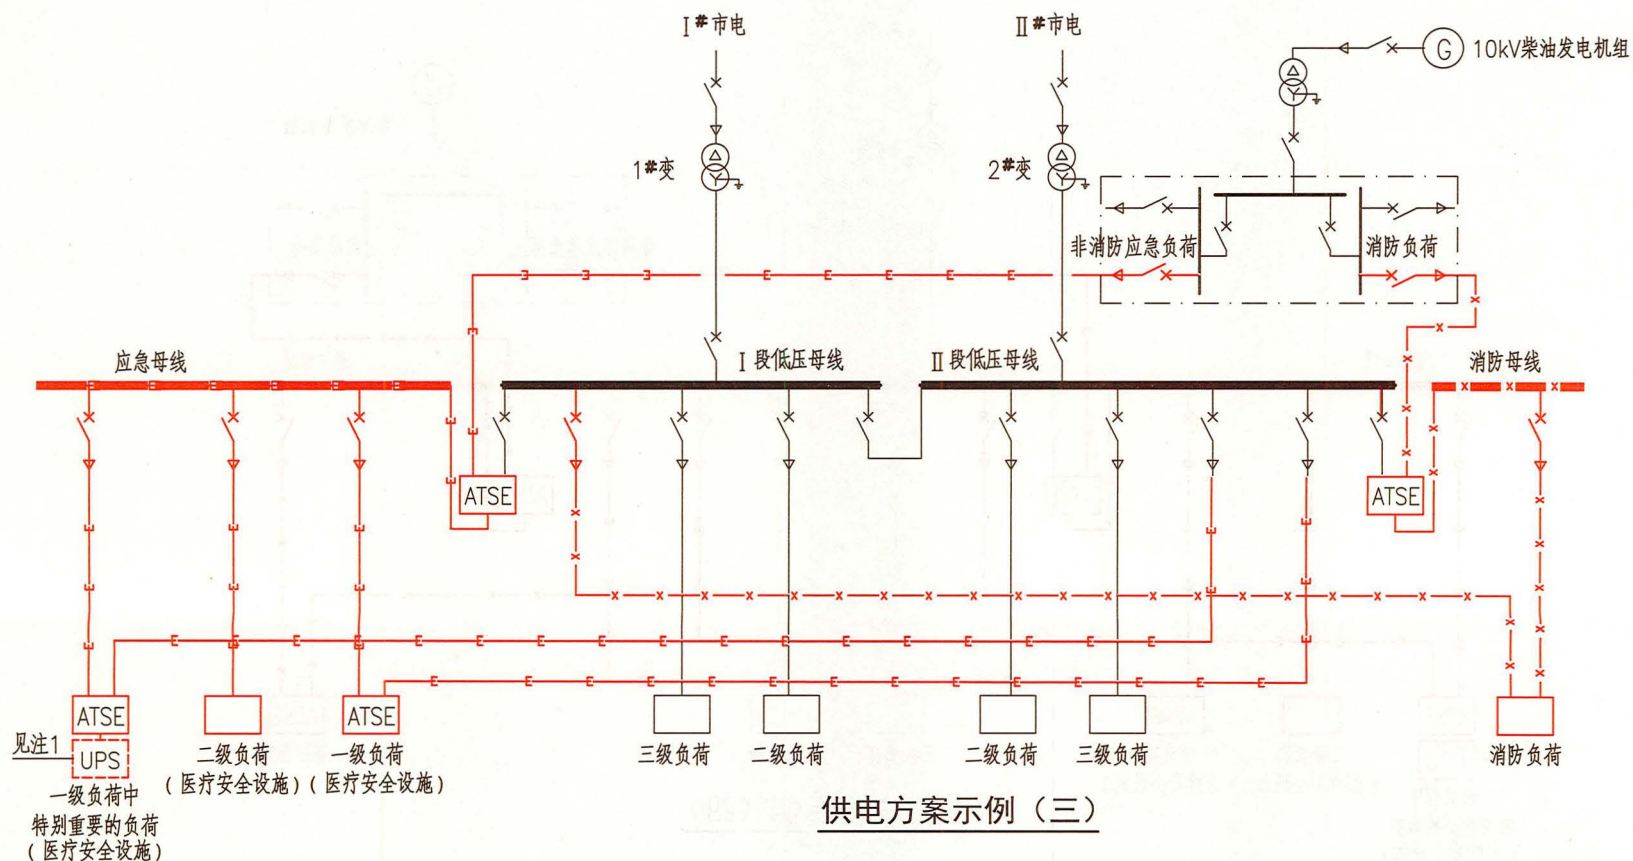 Ⅰ#市电
Ⅱ#市电
G
10kV柴油发电机组
1#变
2#变
非消防应急负荷
消防负荷
应急母线
Ⅰ段低压母线
Ⅱ段低压母线
消防母线
ATSE
ATSE
ATSE
ATSE
见注1
UPS
一级负荷中
特别重要的负荷
(医疗安全设施)
二级负荷
(医疗安全设施)
一级负荷
(医疗安全设施)
三级负荷
二级负荷
二级负荷
三级负荷
消防负荷
供电方案示例（三）